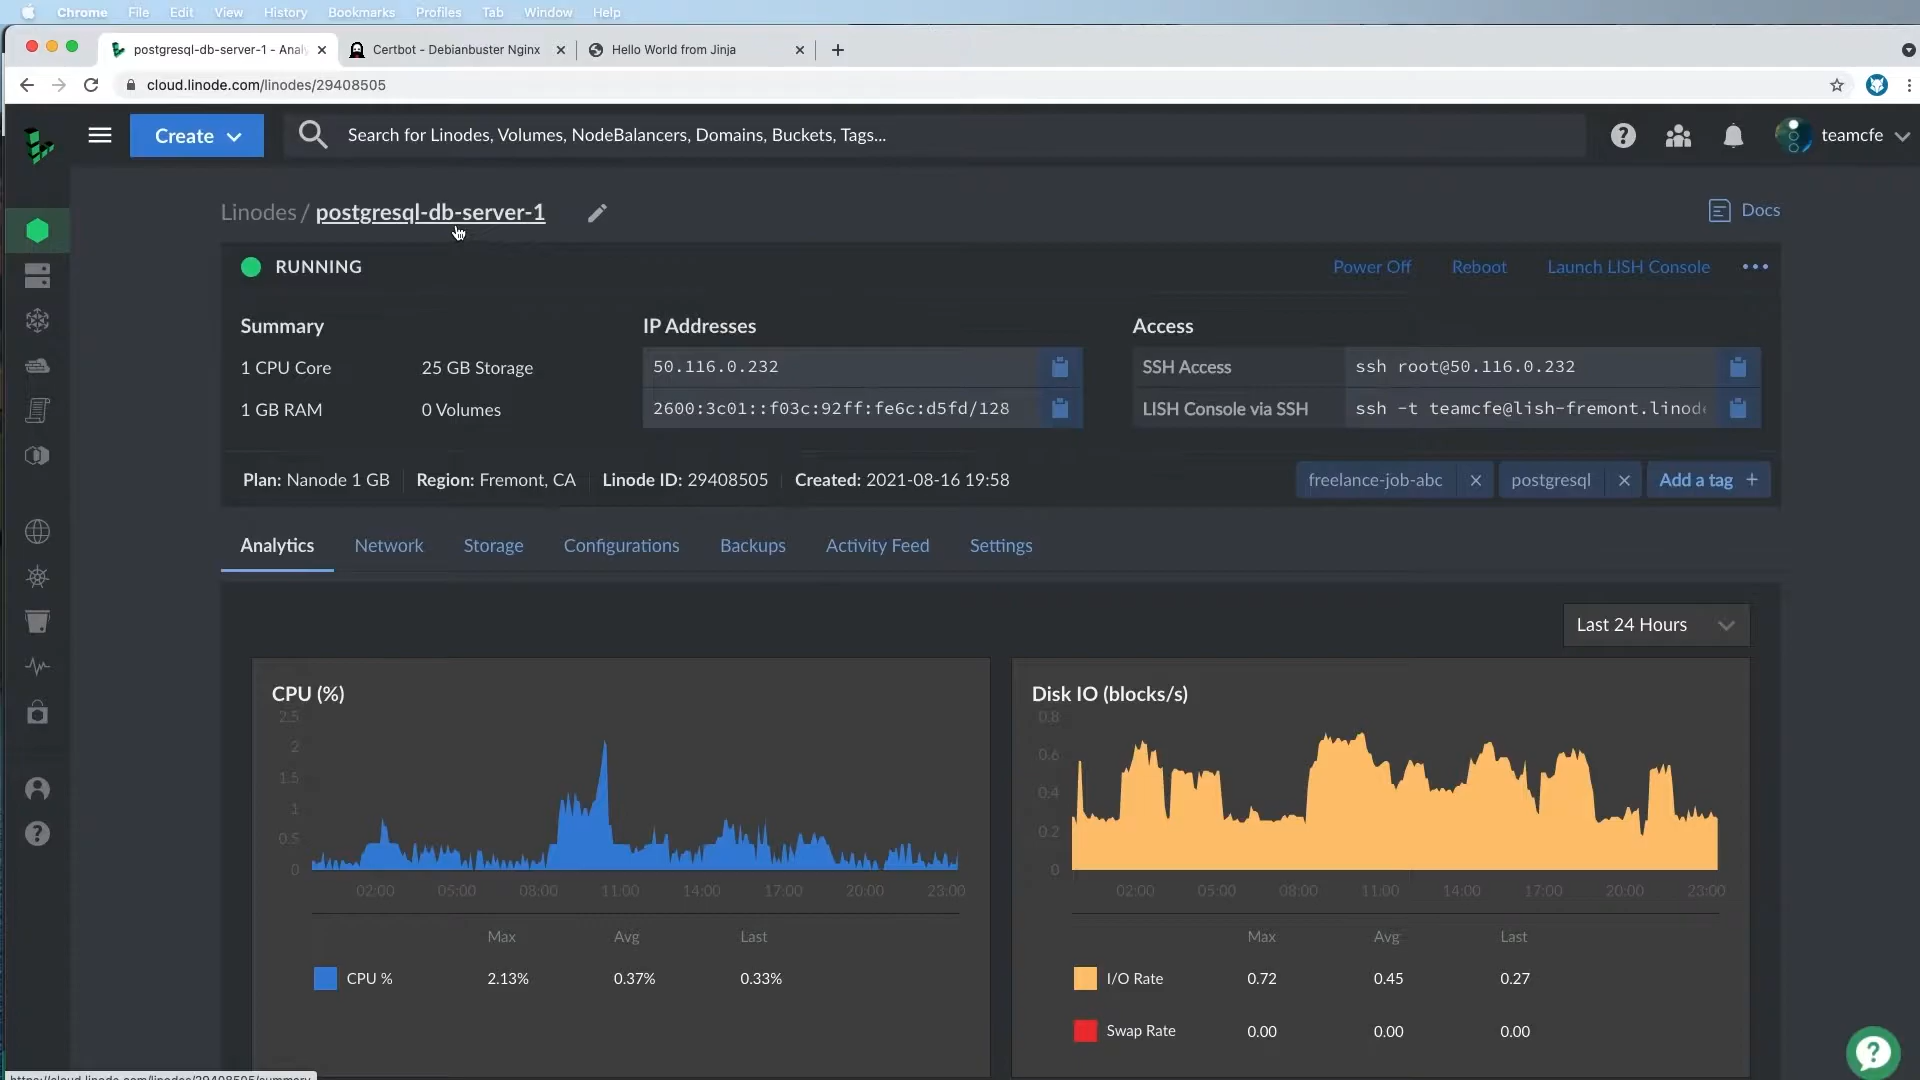 Chrome File Edit View History Bookmarks Profiles Tab Window Help
postgresql-db-server-1 - Anal
Certbot - Debianbuster Nginx
Hello World from Jinja
cloud.linode.com/linodes/29408505
Create
Search for Linodes, Volumes, NodeBalancers, Domains, Buckets, Tags...
teamcfe
Linodes / postgresql-db-server-1
Docs
RUNNING
Power Off Reboot Launch LISH Console
Summary
IP Addresses
Access
1 CPU Core 25 GB Storage
50.116.0.232
SSH Access ssh root@50.116.0.232
1 GB RAM 0 Volumes
2600:3c01::f03c:92ff:fe6c:d5fd/128
LISH Console via SSH ssh -t teamcfe@lish-fremont.linod
Plan: Nanode 1 GB Region: Fremont, CA Linode ID: 29408505 Created: 2021-08-16 19:58
freelance-job-abc postgresql Add a tag +
Analytics Network Storage Configurations Backups Activity Feed Settings
Last 24 Hours
CPU (%)
2.5
2
1.5
1
0.5
0
02:00 05:00 08:00 11:00 14:00 17:00 20:00 23:00
Max Avg Last
CPU % 2.13% 0.37% 0.33%
Disk IO (blocks/s)
0.8
0.6
0.4
0.2
0
02:00 05:00 08:00 11:00 14:00 17:00 20:00 23:00
Max Avg Last
I/O Rate 0.72 0.45 0.27
Swap Rate 0.00 0.00 0.00
https://cloud.linode.com/linodes/29408505/summary